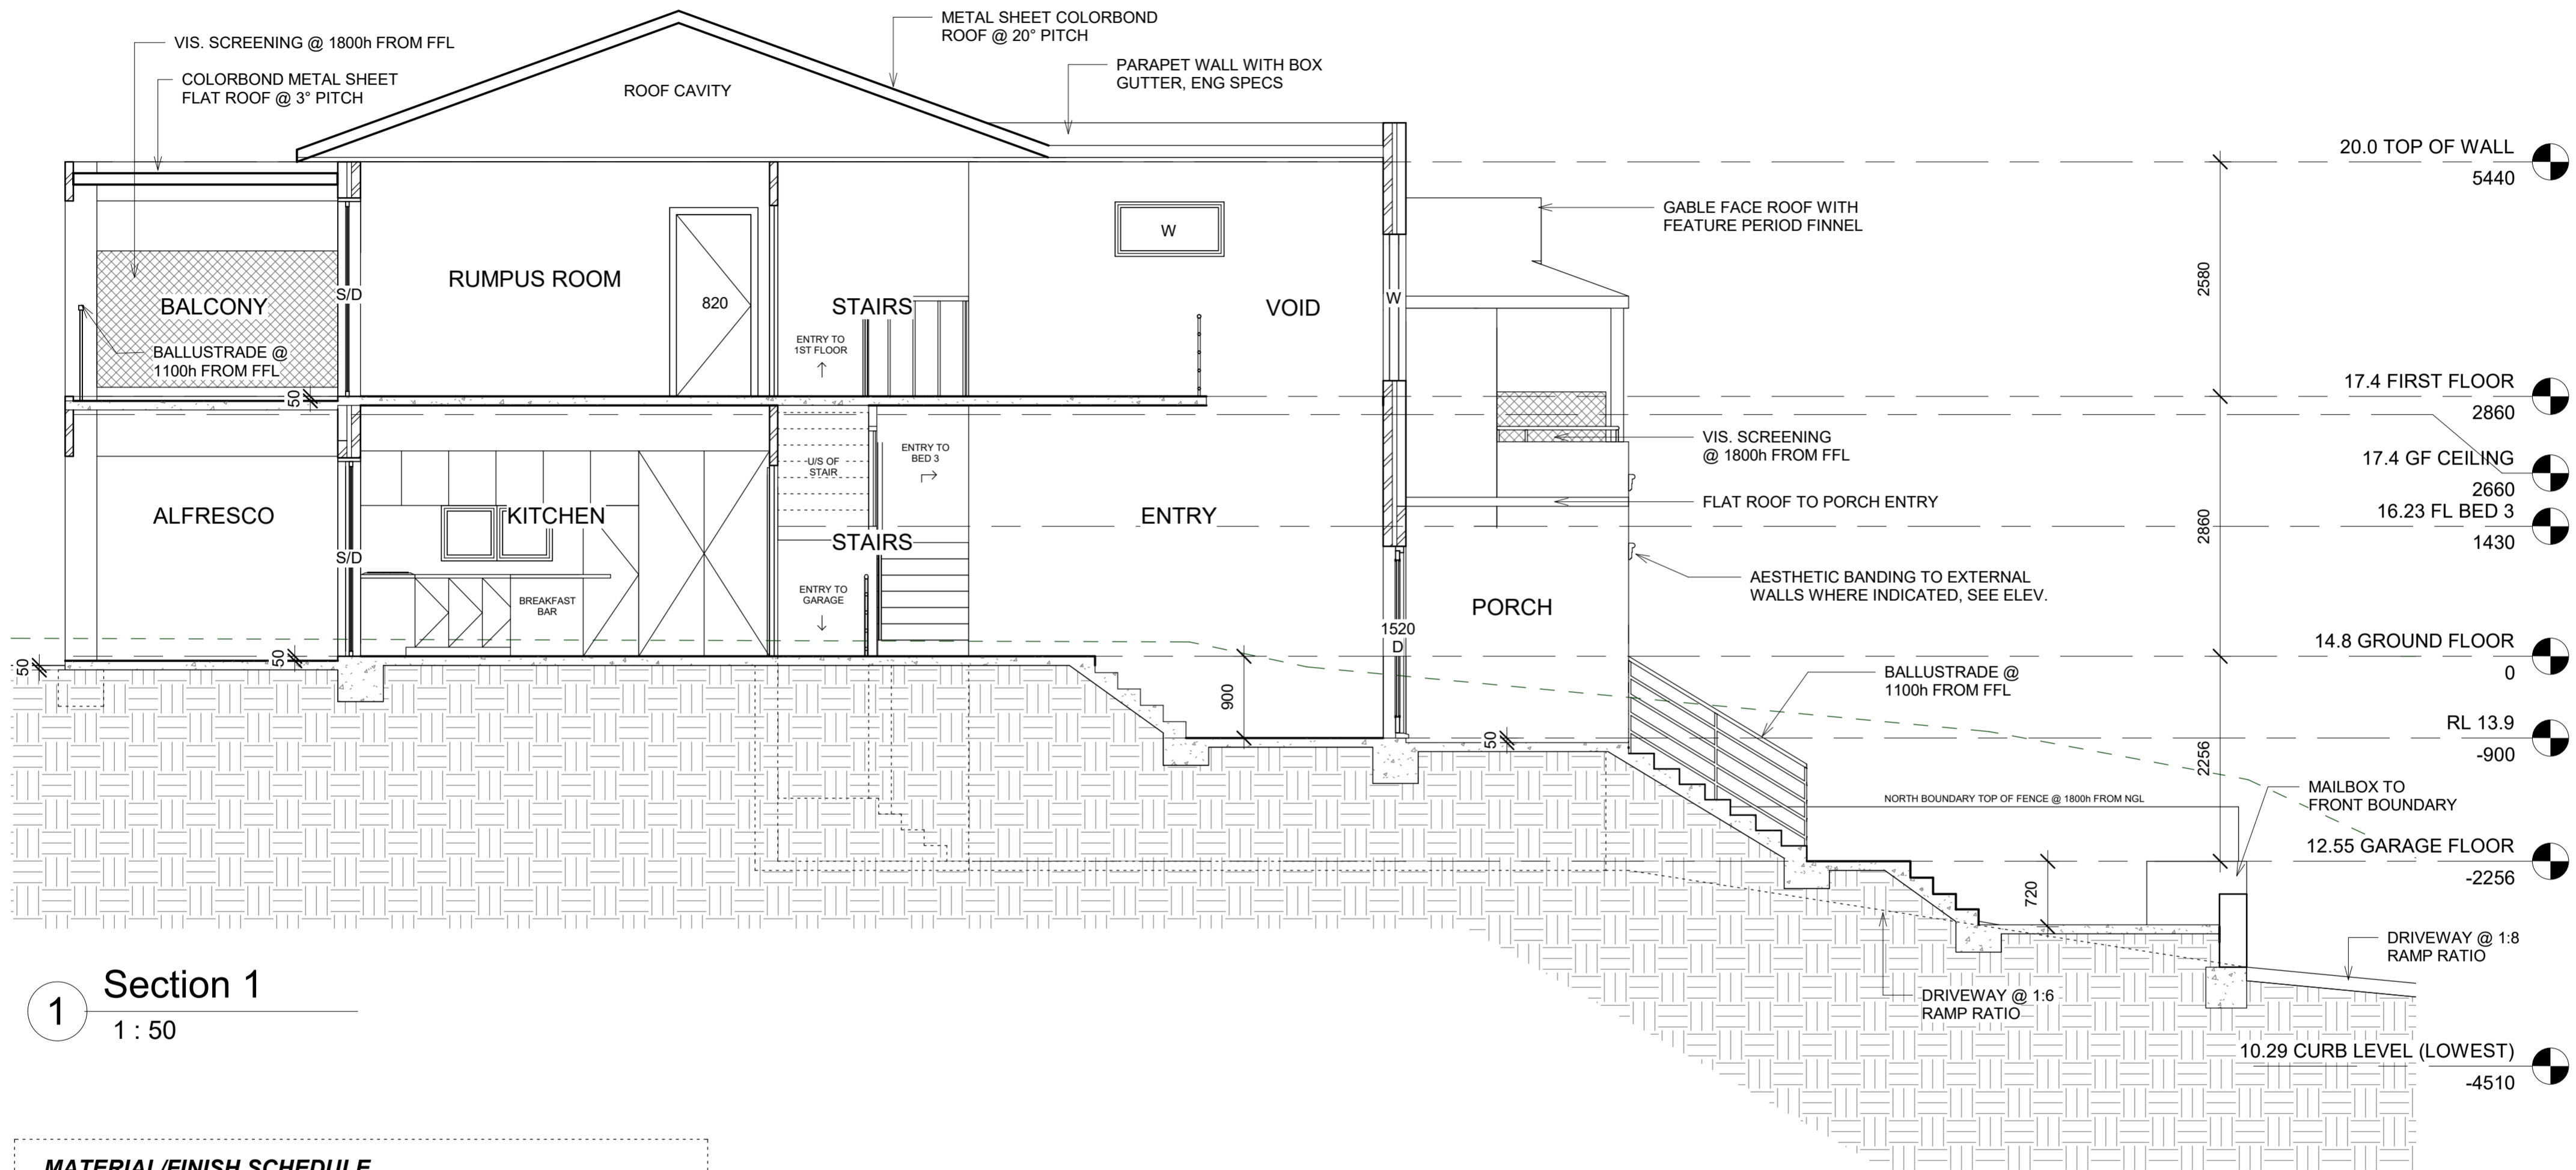 VIS. SCREENING @ 1800h FROM FFL
COLORBOND METAL SHEET
FLAT ROOF @ 3° PITCH
ROOF CAVITY
METAL SHEET COLORBOND
ROOF @ 20° PITCH
PARAPET WALL WITH BOX
GUTTER, ENG SPECS
20.0 TOP OF WALL
5440
GABLE FACE ROOF WITH
FEATURE PERIOD FINNEL
W
RUMPUS ROOM
BALCONY
S/D
820
STAIRS
VOID
W
2580
ENTRY TO
1ST FLOOR
BALLUSTRADE @
1100h FROM FFL
50
17.4 FIRST FLOOR
2860
VIS. SCREENING
@ 1800h FROM FFL
17.4 GF CEILING
2660
U/S OF
STAIR
ENTRY TO
BED 3
FLAT ROOF TO PORCH ENTRY
16.23 FL BED 3
1430
ALFRESCO
KITCHEN
ENTRY
STAIRS
2860
S/D
AESTHETIC BANDING TO EXTERNAL
WALLS WHERE INDICATED, SEE ELEV.
BREAKFAST
BAR
ENTRY TO
GARAGE
PORCH
1520
D
14.8 GROUND FLOOR
0
50
50
BALLUSTRADE @
1100h FROM FFL
900
RL 13.9
-900
50
2256
MAILBOX TO
FRONT BOUNDARY
NORTH BOUNDARY TOP OF FENCE @ 1800h FROM NGL
12.55 GARAGE FLOOR
-2256
720
DRIVEWAY @ 1:8
RAMP RATIO
DRIVEWAY @ 1:6
RAMP RATIO
1
Section 1
1 : 50
10.29 CURB LEVEL (LOWEST)
-4510
MATERIAL/FINISH SCHEDULE